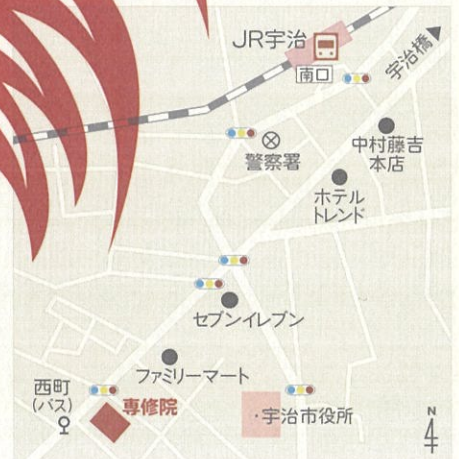 JR宇治
南口
宇治橋
警察署
中村藤吉
本店
ホテル
トレンド
セブンイレブン
ファミリーマート
西町
(バス)
専修院
・宇治市役所
N